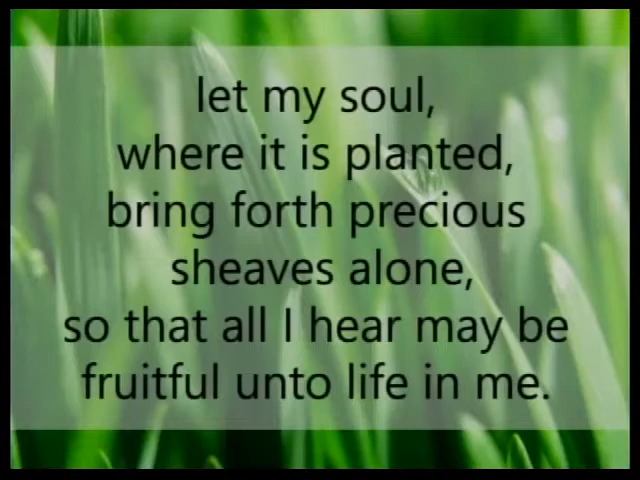 let my soul,
where it is planted,
bring forth precious
sheaves alone,
so that all I hear may be
fruitful unto life in me.